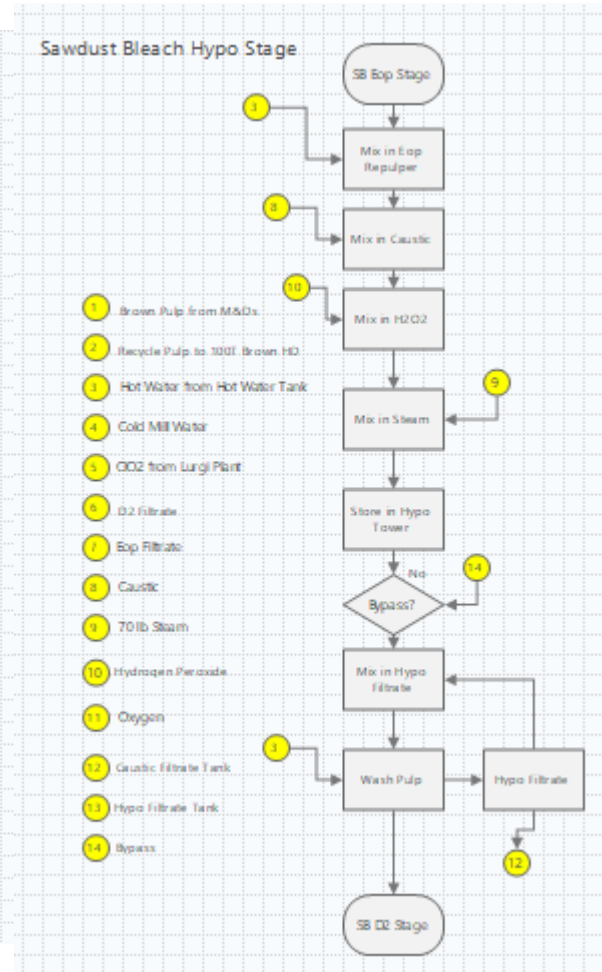 Sawdust Bleach Hypo Stage
SB Eop Stage
3
Mix in Eop
Repulper
8
Mix in Caustic
10
Mix in H2O2
9
Mix in Steam
Store in Hypo
Tower
No
14
Bypass?
Mix in Hypo
Filtrate
3
Wash Pulp
Hypo Filtrate
12
SB D2 Stage
1 Brown Pulp from M&Ds
2 Recycle Pulp to 100T Brown HD
3 Hot Water from Hot Water Tank
4 Cold Mill Water
5 ClO2 from Lurgi Plant
6 D2 Filtrate
7 Eop Filtrate
8 Caustic
9 70 lb Steam
10 Hydrogen Peroxide
11 Oxygen
12 Caustic Filtrate Tank
13 Hypo Filtrate Tank
14 Bypass